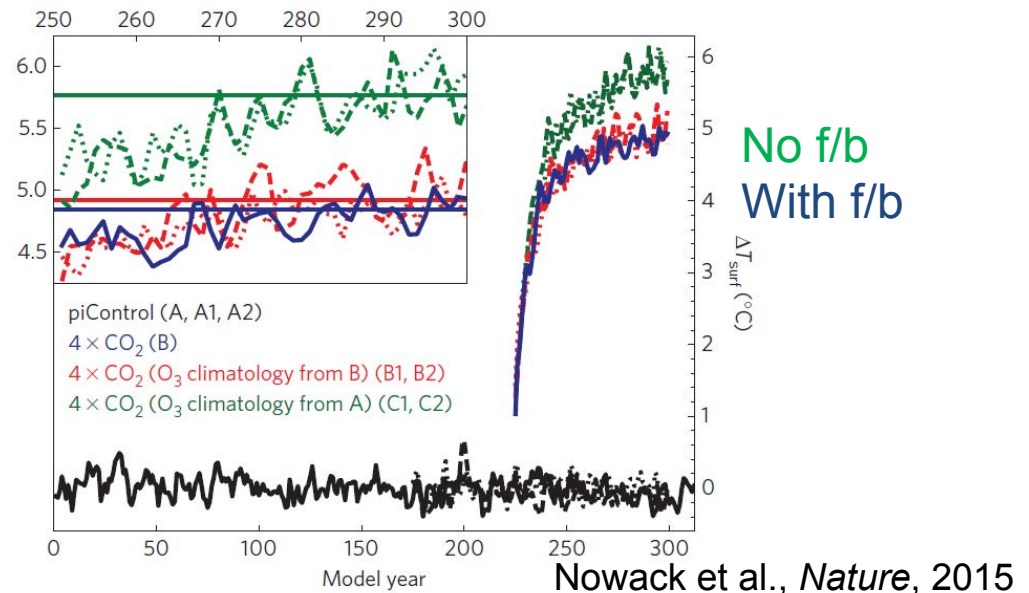 250 260 270 280 290 300
6.0
5.5
5.0
4.5
6
5
4
3
2
1
0
ΔTsurf (°C)
No f/b
With f/b
piControl (A, A1, A2)
4 × CO2 (B)
4 × CO2 (O3 climatology from B) (B1, B2)
4 × CO2 (O3 climatology from A) (C1, C2)
0 50 100 150 200 250 300
Model year
Nowack et al., Nature, 2015